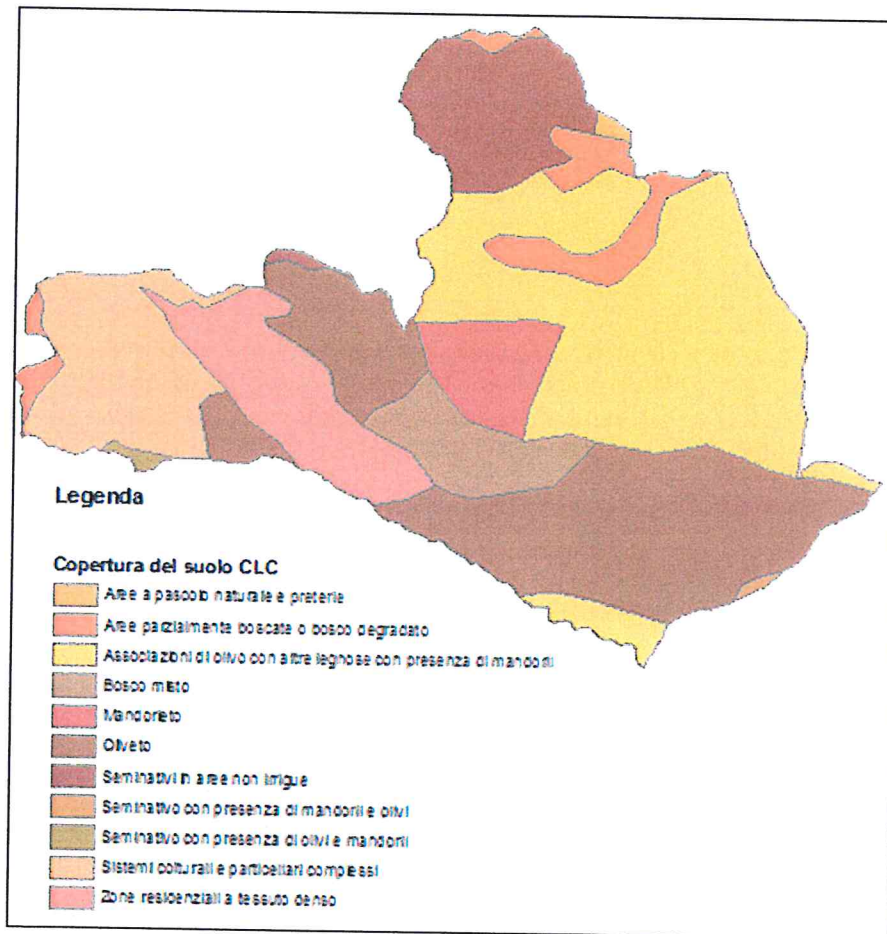 Legenda
Copertura del suolo CLC
Aree a pascolo naturale e praterie
Aree parzialmente boscate o bosco degradato
Associazioni di olivo con altre legnose con presenza di mandorli
Bosco misto
Mandorleto
Oliveto
Seminativi in aree non irrigue
Seminativo con presenza di mandorli e olivi
Seminativo con presenza di olivi e mandorli
Sistemi colturali e particellari complessi
Zone residenziali a tessuto denso